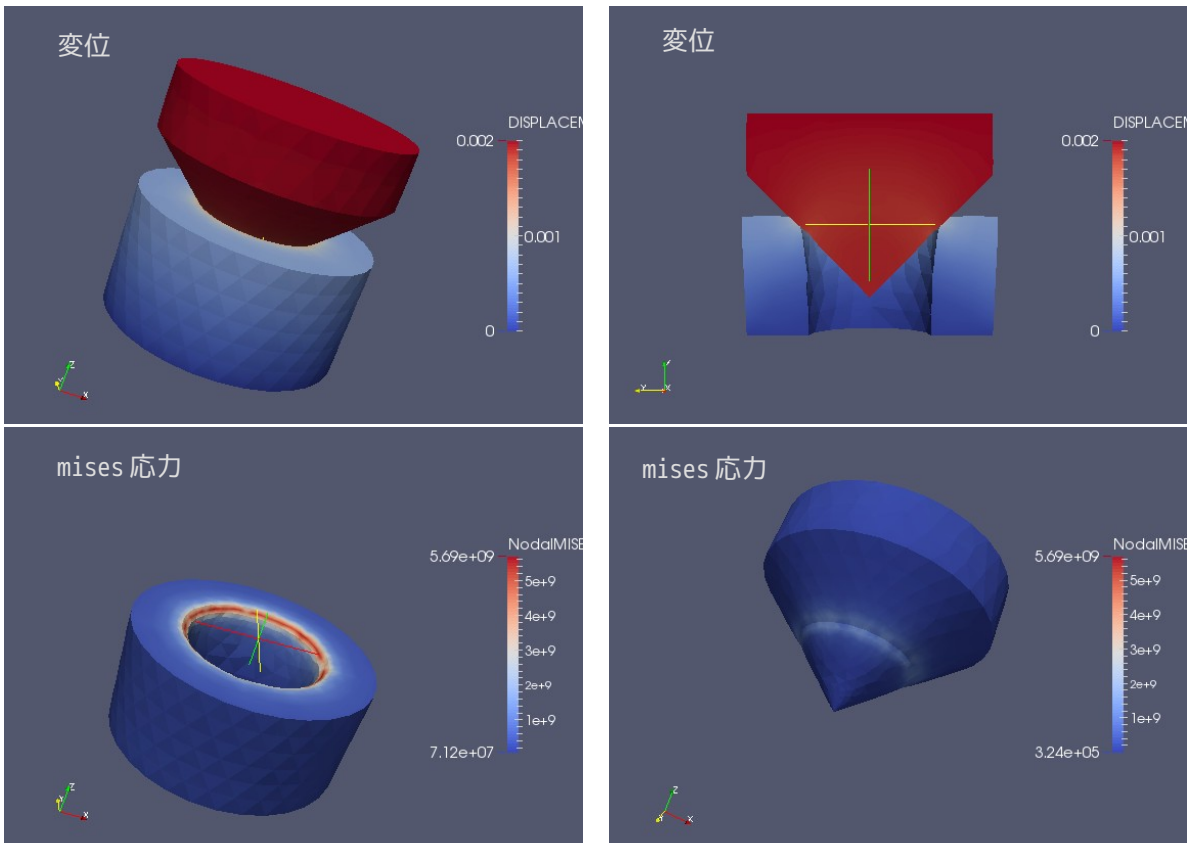 変位
DISPLACEM
0.002
0.001
0
Z
Y
X
変位
DISPLACEM
0.002
0.001
0
Y
X
mises 応力
NodalMISE
5.69e+09
5e+9
4e+9
3e+9
2e+9
1e+9
7.12e+07
Z
Y
X
mises 応力
NodalMISE
5.69e+09
5e+9
4e+9
3e+9
2e+9
1e+9
3.24e+05
Z
Y
X